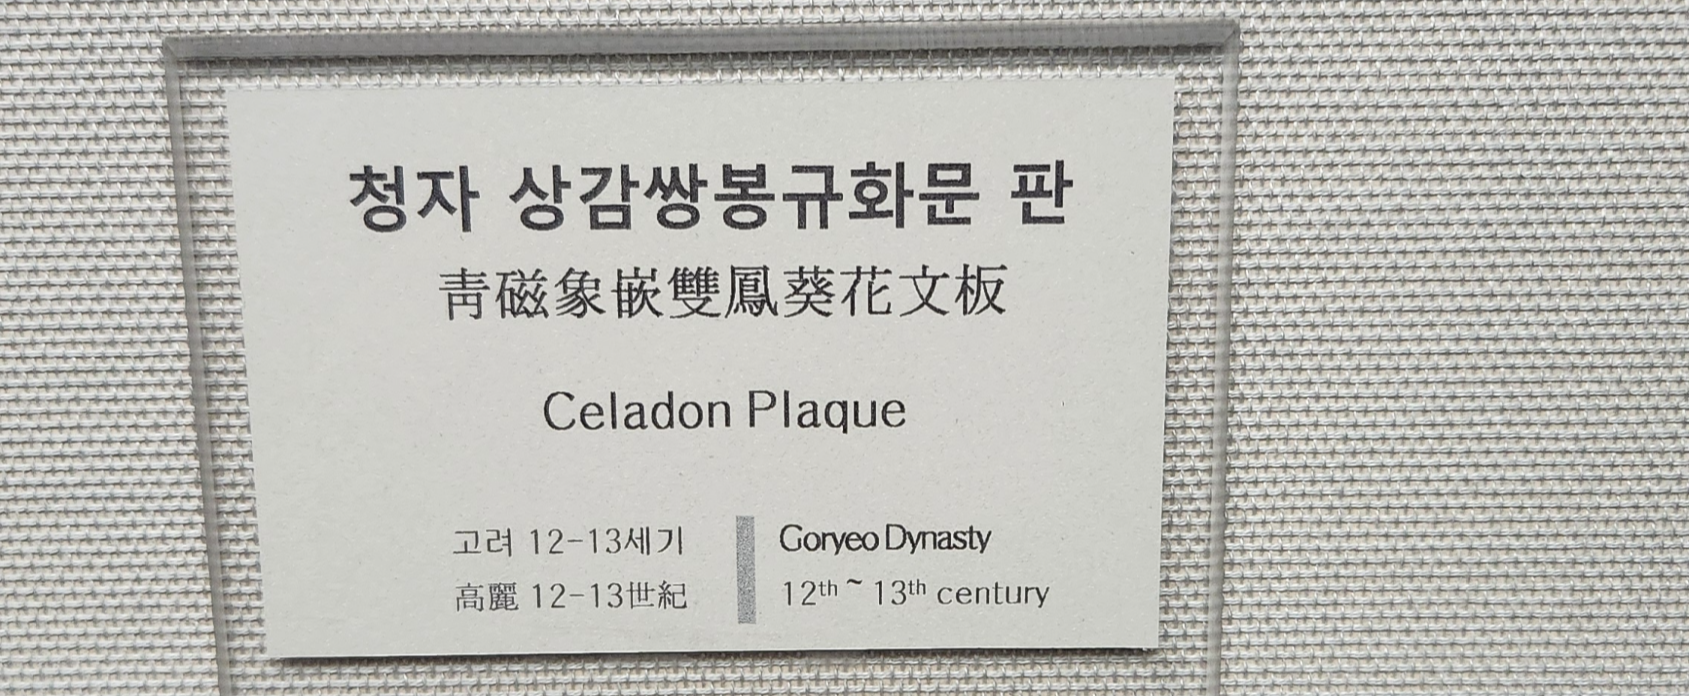 청자 상감쌍봉규화문 판
靑磁象嵌雙鳳葵花文板
Celadon Plaque
고려 12-13세기
高麗 12-13世紀
Goryeo Dynasty
12th ~ 13th century